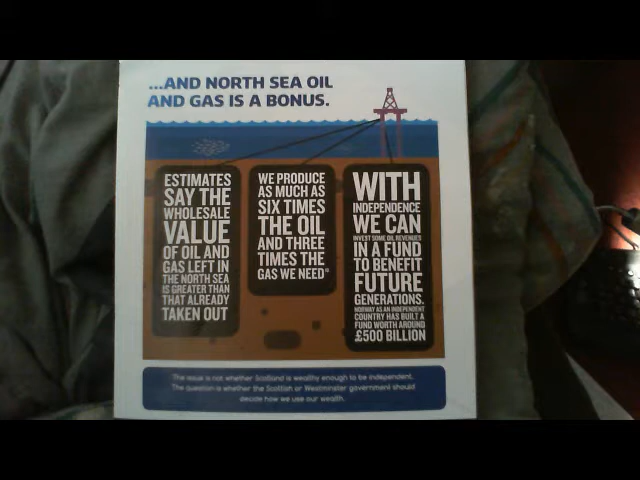 ...AND NORTH SEA OIL
AND GAS IS A BONUS.
ESTIMATES
SAY THE
WHOLESALE
VALUE
OF OIL AND
GAS LEFT IN
THE NORTH SEA
IS GREATER THAN
THAT ALREADY
TAKEN OUT
WE PRODUCE
AS MUCH AS
SIX TIMES
THE OIL
AND THREE
TIMES THE
GAS WE NEED
WITH
INDEPENDENCE
WE CAN
INVEST SOME OIL REVENUES
IN A FUND
TO BENEFIT
FUTURE
GENERATIONS.
NORWAY AS AN INDEPENDENT
COUNTRY HAS BUILT A
FUND WORTH AROUND
£500 BILLION
The issue is not whether Scotland is wealthy enough to be independent.
The question is whether the Scottish or Westminster government should
decide how we use our wealth.